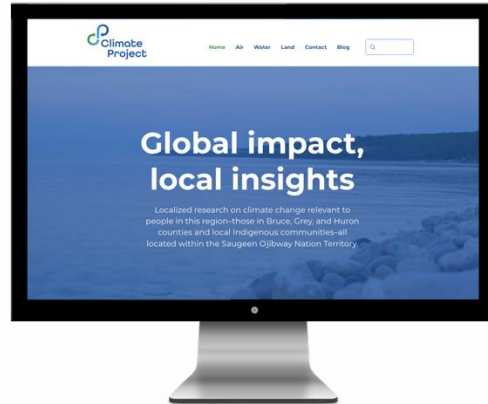 Climate
Project
Home Air Water Land Contact Blog
Global impact,
local insights
Localized research on climate change relevant to
people in this region–those in Bruce, Grey, and Huron
counties and local Indigenous communities–all
located within the Saugeen Ojibway Nation Territory.